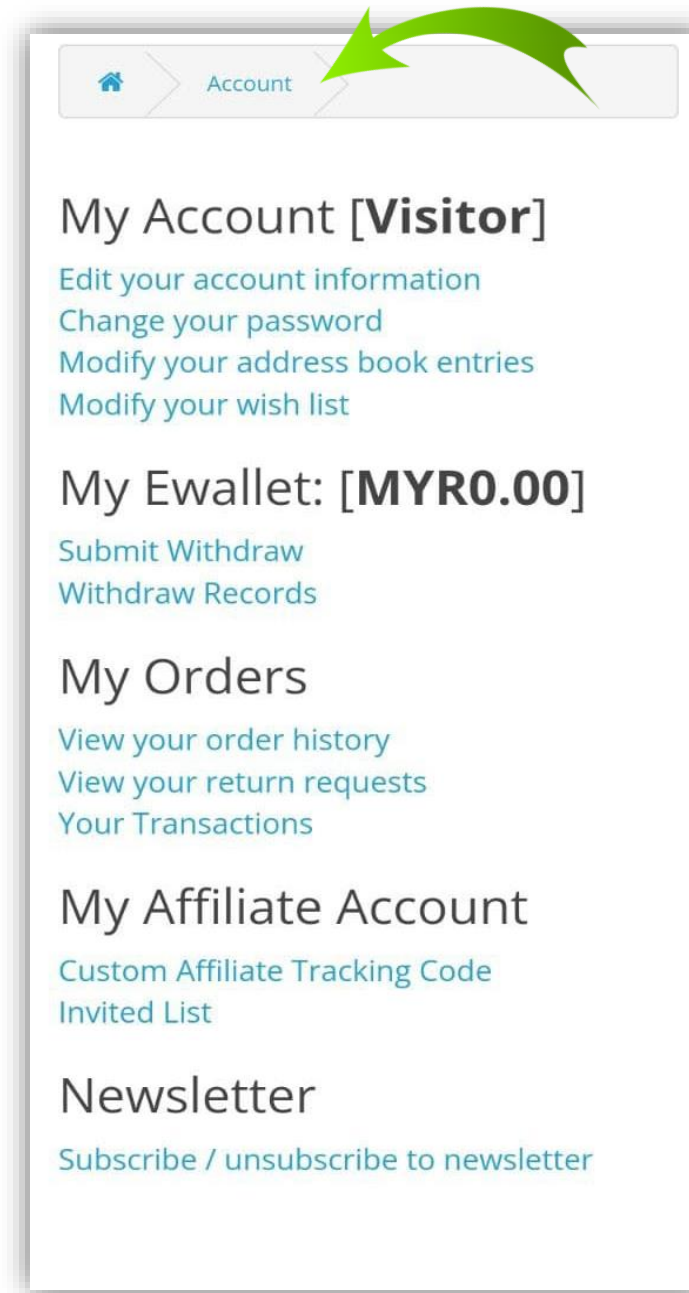 Account
My Account [Visitor]
Edit your account information
Change your password
Modify your address book entries
Modify your wish list
My Ewallet: [MYR0.00]
Submit Withdraw
Withdraw Records
My Orders
View your order history
View your return requests
Your Transactions
My Affiliate Account
Custom Affiliate Tracking Code
Invited List
Newsletter
Subscribe / unsubscribe to newsletter